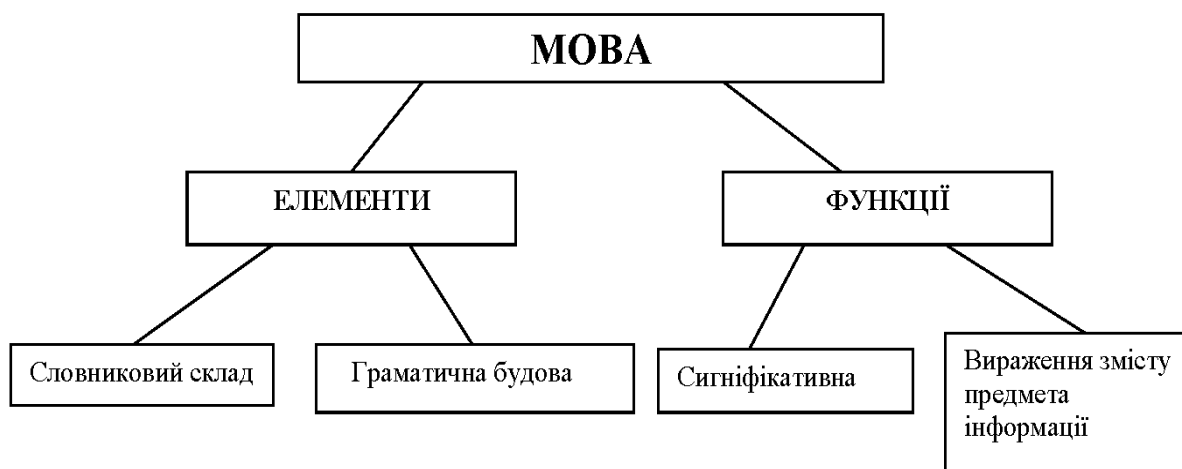 МОВА
ЕЛЕМЕНТИ
ФУНКЦІЇ
Словниковий склад
Граматична будова
Сигніфікативна
Вираження змісту
предмета
інформації